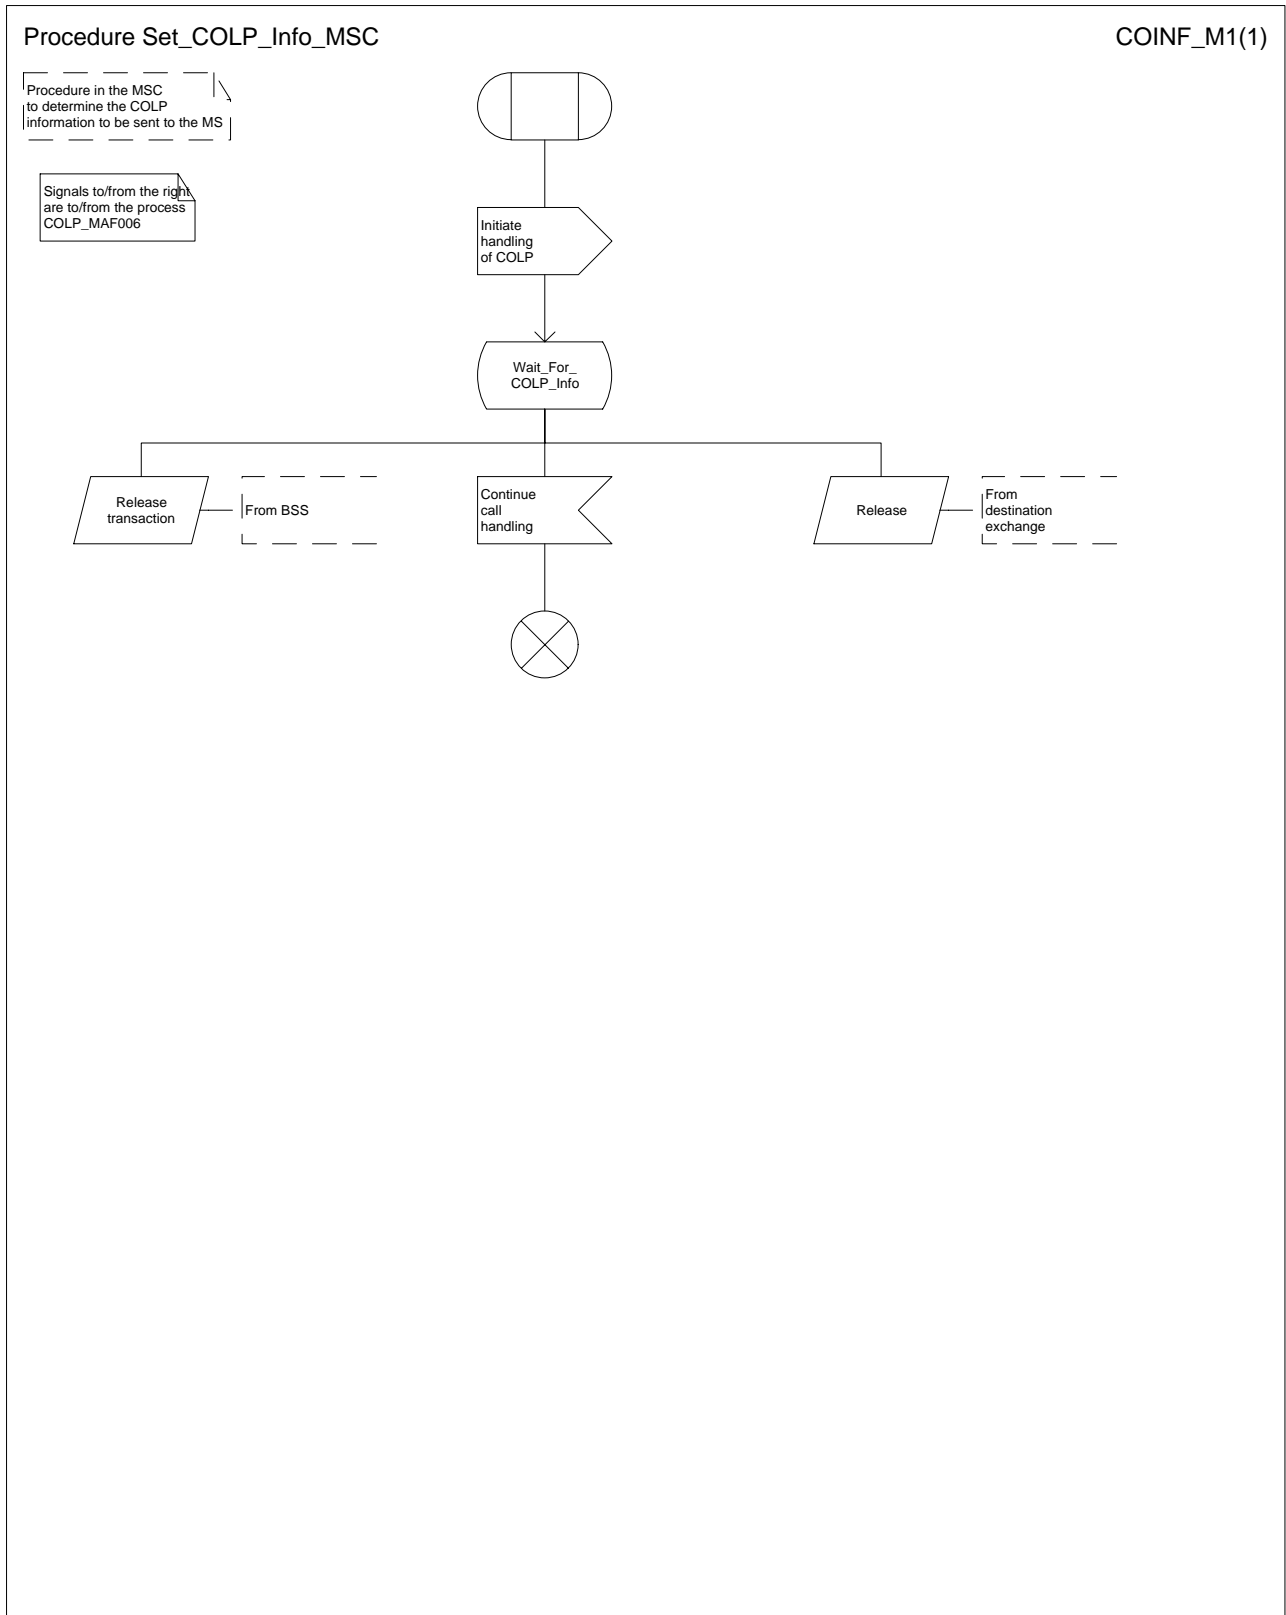 Procedure Set_COLP_Info_MSC
COINF_M1(1)
Procedure in the MSC
to determine the COLP
information to be sent to the MS
Signals to/from the right
are to/from the process
COLP_MAF006
Initiate
handling
of COLP
Wait_For_
COLP_Info
Release
transaction
From BSS
Continue
call
handling
Release
From
destination
exchange